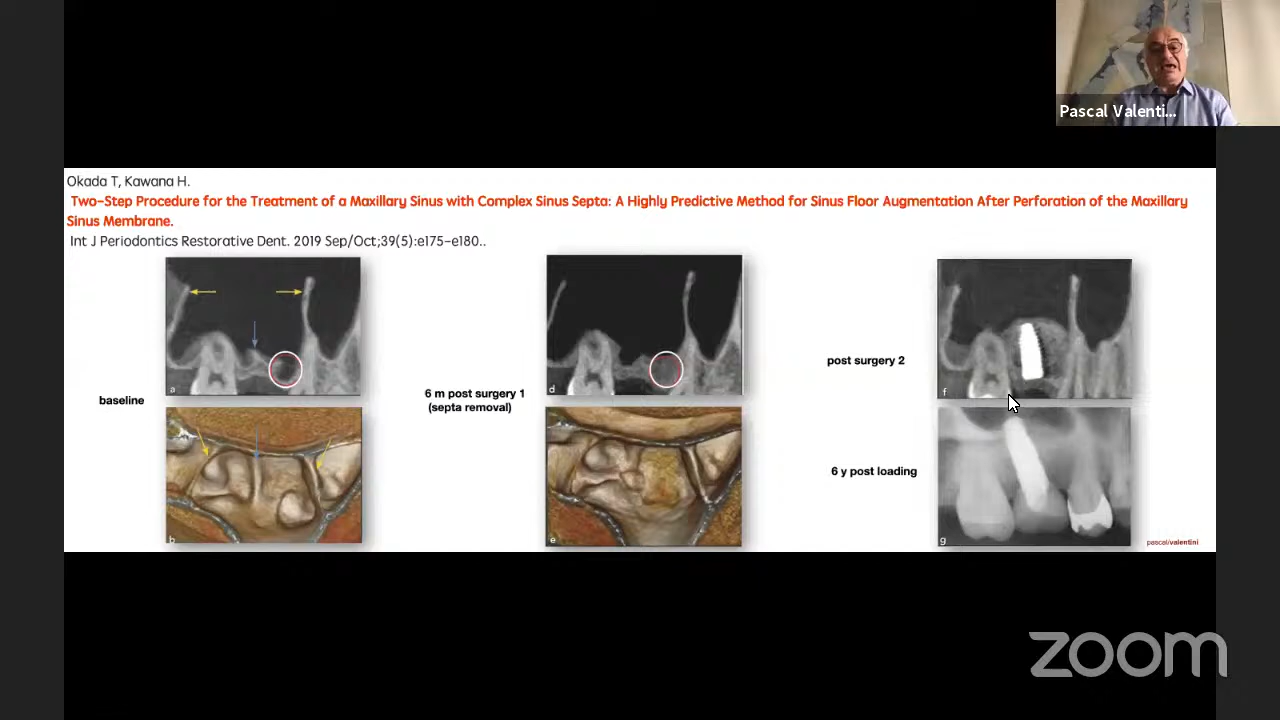 Pascal Valenti...
Okada T, Kawana H.
Two-Step Procedure for the Treatment of a Maxillary Sinus with Complex Sinus Septa: A Highly Predictive Method for Sinus Floor Augmentation After Perforation of the Maxillary
Sinus Membrane.
Int J Periodontics Restorative Dent. 2019 Sep/Oct;39(5):e175-e180..
a
d
f
baseline
6 m post surgery 1
(septa removal)
post surgery 2
b
e
g
6 y post loading
pascal/valentini
zoom